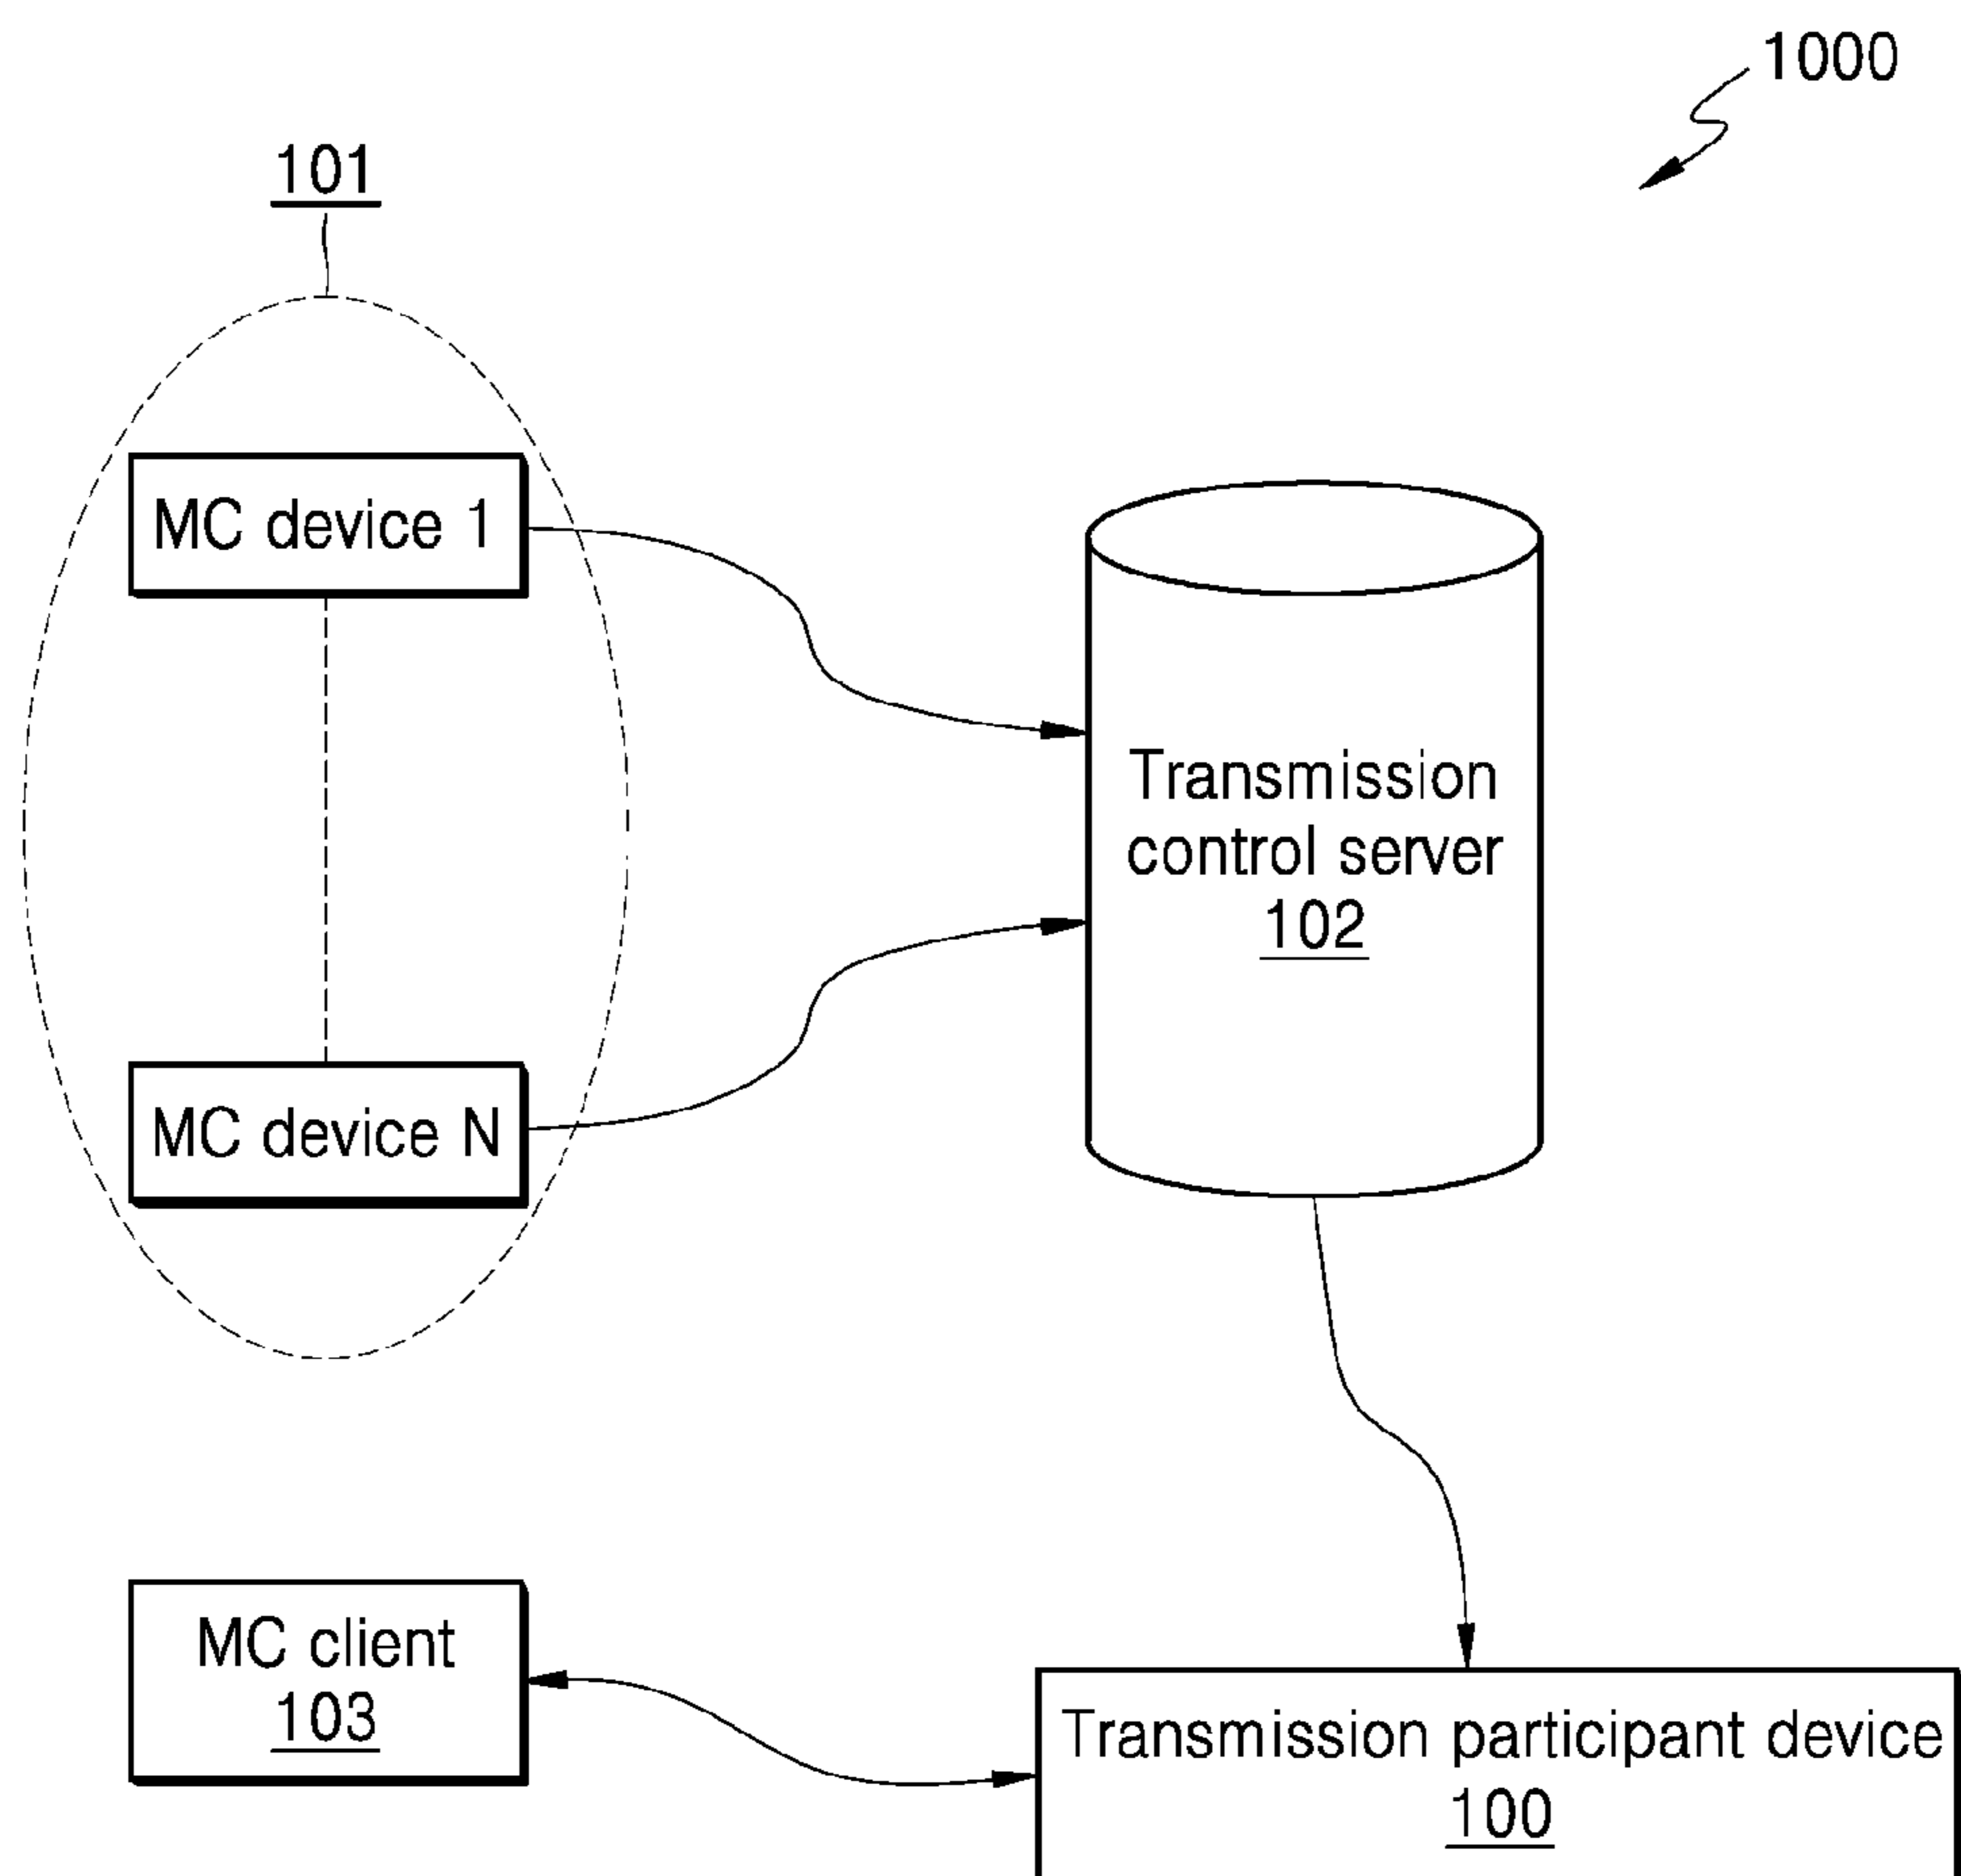 1000
101
MC device 1
Transmission
control server
102
MC device N
MC client
103
Transmission participant device
100